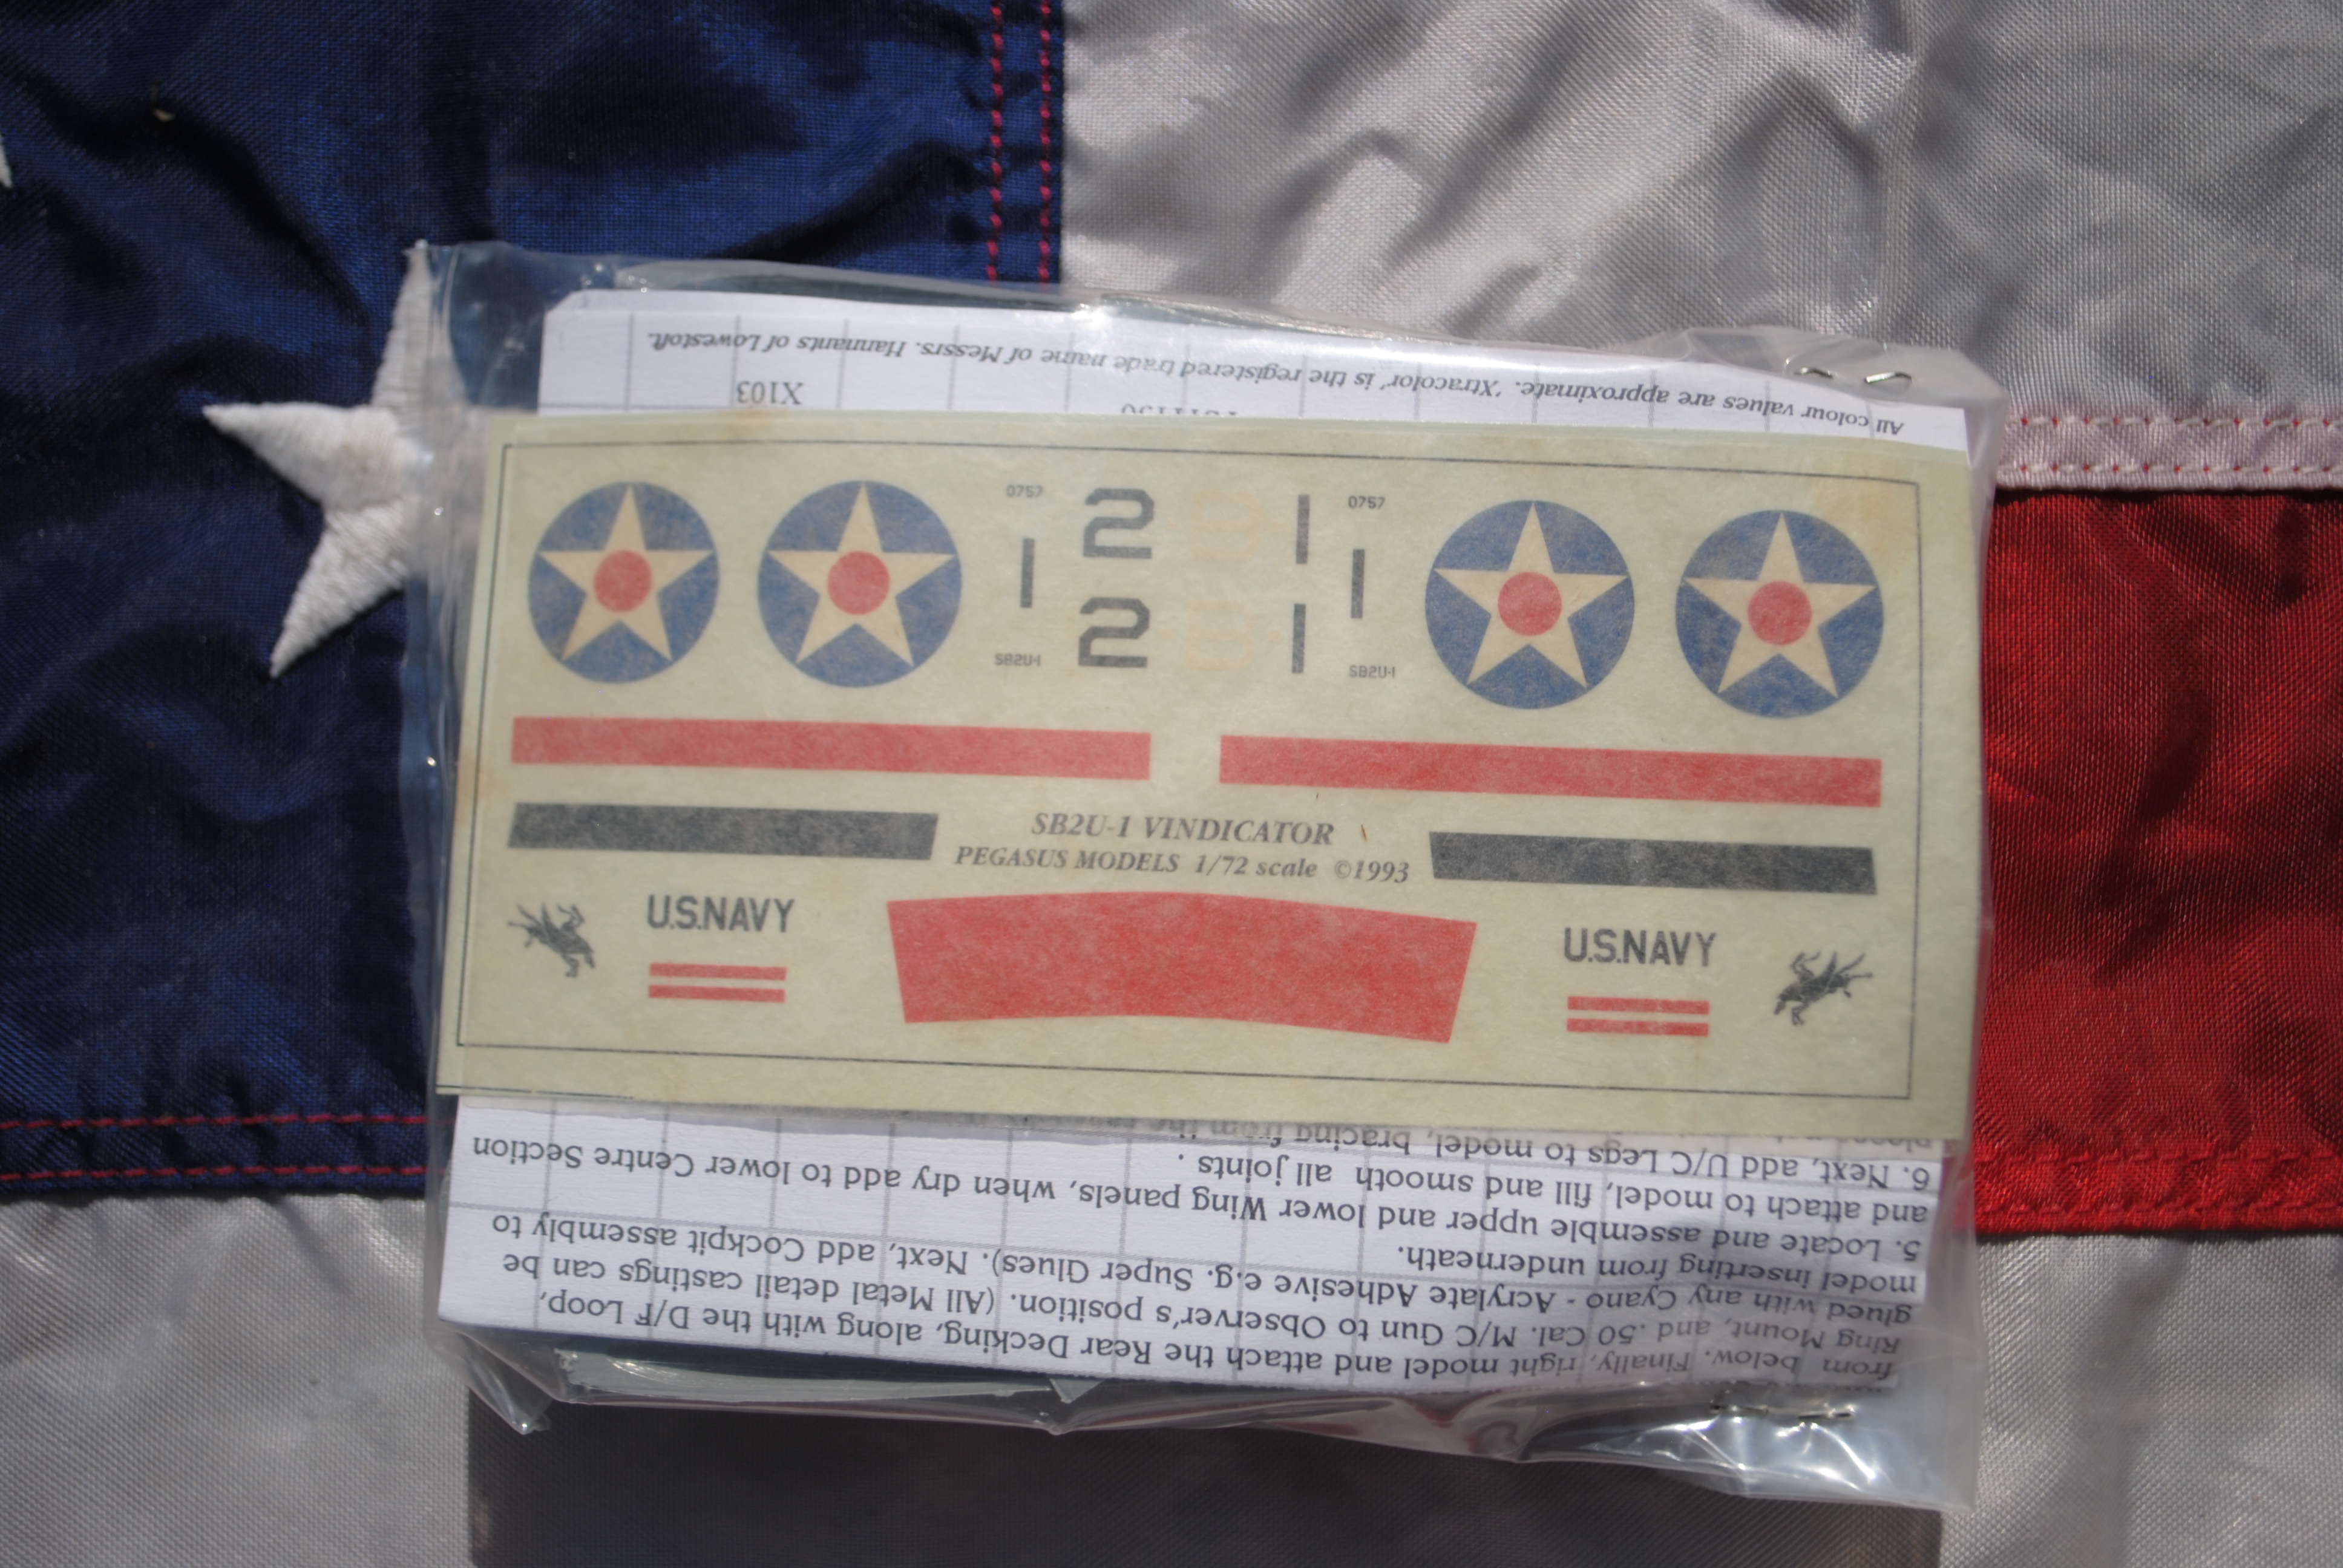 All colour values are approximate. 'Xtracolor' is the registered trade name of Messrs. Hannants of Lowestoft.
X103
0757
2
0757
2
SB2U-1
SB2U-1
SB2U-1 VINDICATOR
PEGASUS MODELS 1/72 scale ©1993
U.S.NAVY
U.S.NAVY
from below. Finally, right model and attach the Rear Decking, along with the D/F Loop,
Ring Mount, and .50 Cal. M/C Gun to Observer's position. (All Metal detail castings can be
glued with any Cyano - Acrylate Adhesive e.g. Super Glues). Next, add Cockpit assembly to
model inserting from underneath.
5. Locate and assemble upper and lower Wing panels, when dry add to lower Centre Section
and attach to model, fill and smooth all joints .
6. Next, add U/C Legs to model, bracing from the